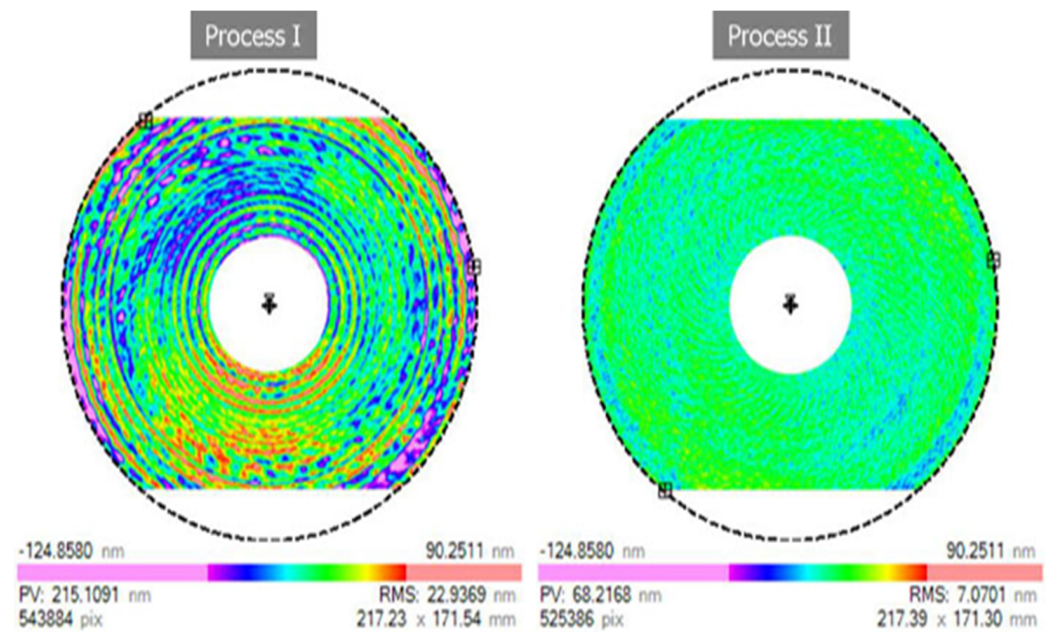 Process I
Process II
-124.8580 nm 90.2511 nm
PV: 215.1091 nm RMS: 22.9369 nm
543884 pix 217.23 x 171.54 mm
-124.8580 nm 90.2511 nm
PV: 68.2168 nm RMS: 7.0701 nm
525386 pix 217.39 x 171.30 mm